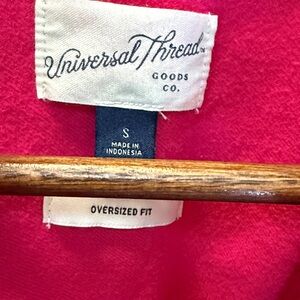 Universal Thread
GOODS
CO.
S
MADE IN
INDONESIA
OVERSIZED FIT